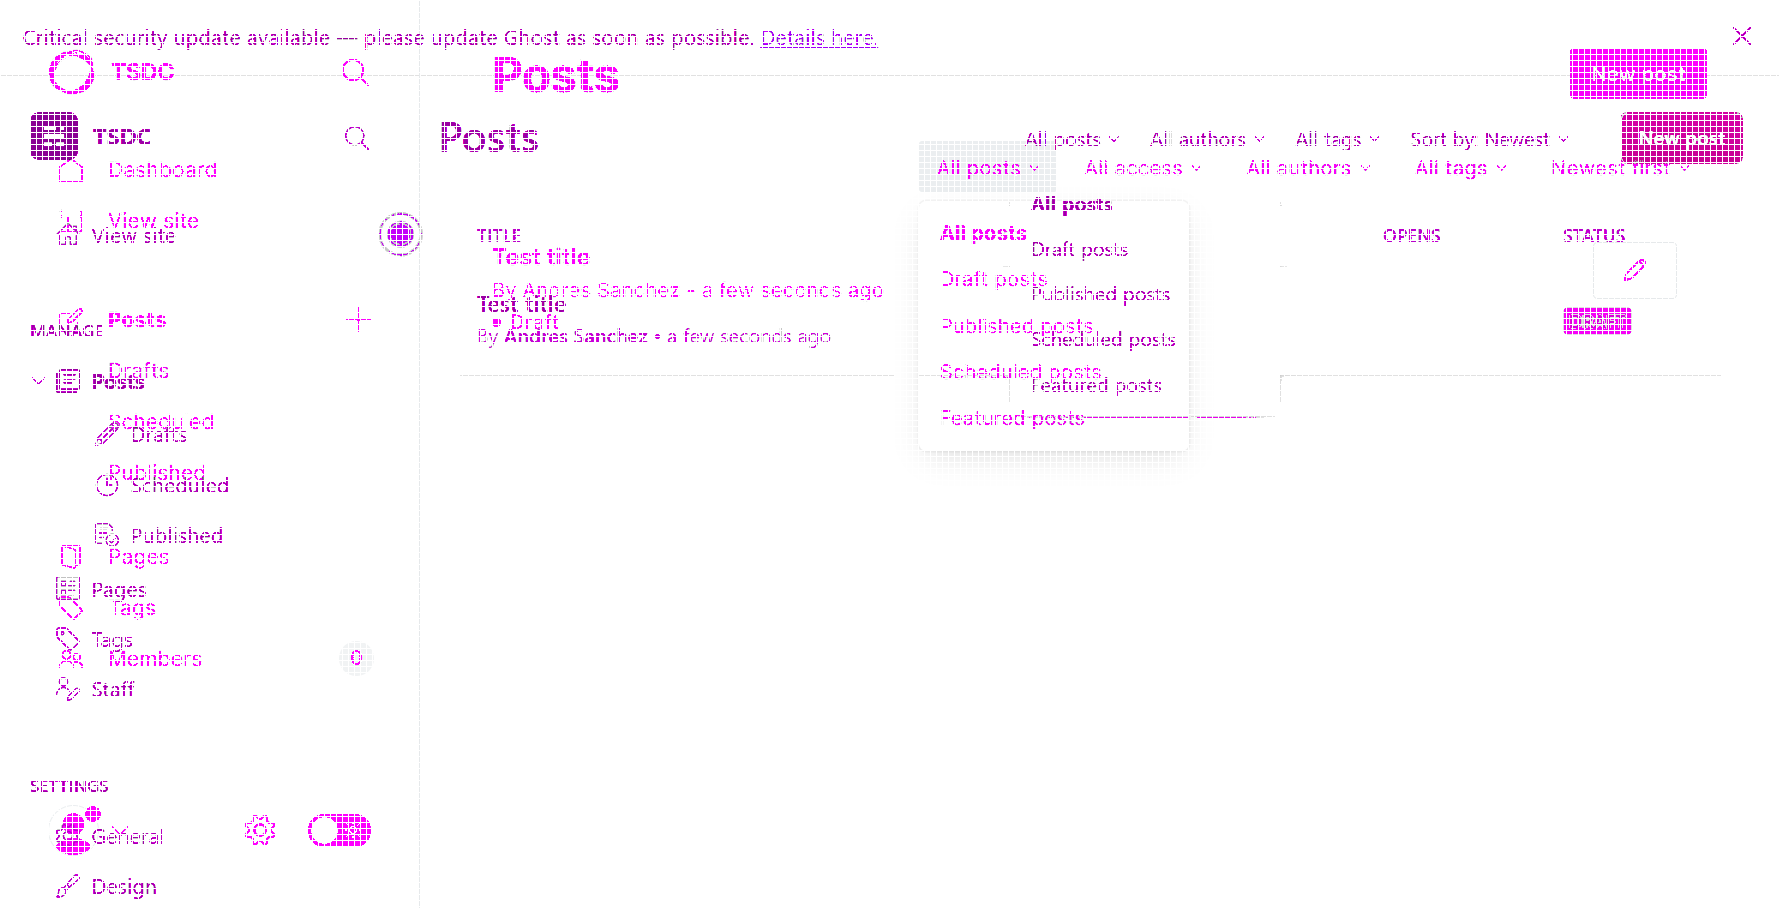 Critical security update available — please update Ghost as soon as possible. Details here.
TSDC
Posts
New post
TSDC
Posts
All posts
All authors
All tags
Sort by: Newest
New post
Dashboard
All posts
All access
All authors
All tags
Newest first
All posts
View site
View site
TITLE
All posts
OPENS
STATUS
Test title
Draft posts
Draft posts
By Andres Sanchez - a few seconds ago
Published posts
Test title
Posts
• Draft
Published posts
MANAGE
By Andres Sanchez • a few seconds ago
Scheduled posts
Drafts
Scheduled posts
Posts
Featured posts
Scheduled
Featured posts
Drafts
Published
Scheduled
Published
Pages
Pages
Tags
Tags
Members
0
Staff
SETTINGS
General
Design